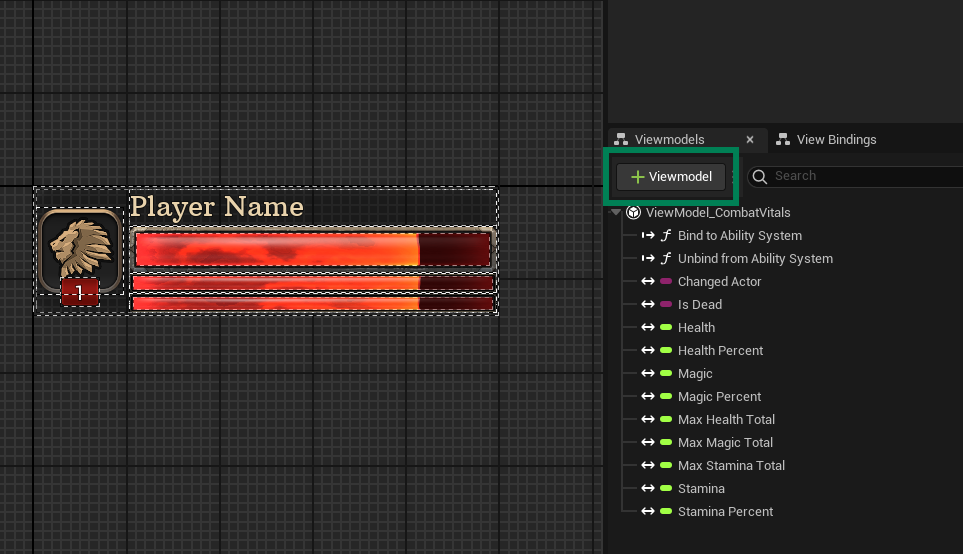 Player Name
1
Viewmodels
View Bindings
Viewmodel
Search
ViewModel_CombatVitals
Bind to Ability System
Unbind from Ability System
Changed Actor
Is Dead
Health
Health Percent
Magic
Magic Percent
Max Health Total
Max Magic Total
Max Stamina Total
Stamina
Stamina Percent